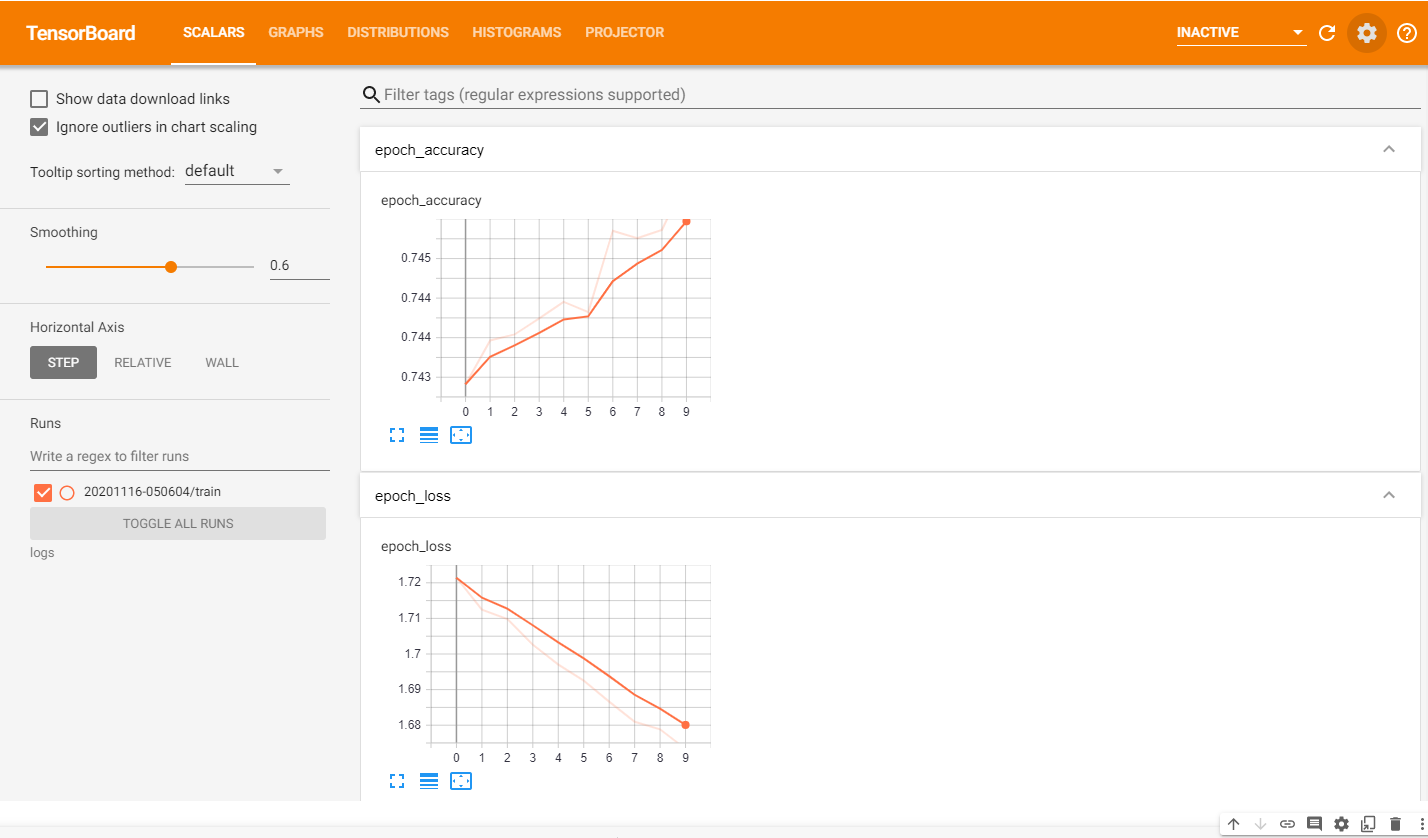 TensorBoard SCALARS GRAPHS DISTRIBUTIONS HISTOGRAMS PROJECTOR INACTIVE
Show data download links
Ignore outliers in chart scaling
Tooltip sorting method: default
Smoothing
0.6
Horizontal Axis
STEP RELATIVE WALL
Runs
Write a regex to filter runs
20201116-050604/train
TOGGLE ALL RUNS
logs
Filter tags (regular expressions supported)
epoch_accuracy
epoch_accuracy
0.745
0.744
0.744
0.743
0 1 2 3 4 5 6 7 8 9
epoch_loss
epoch_loss
1.72
1.71
1.7
1.69
1.68
0 1 2 3 4 5 6 7 8 9